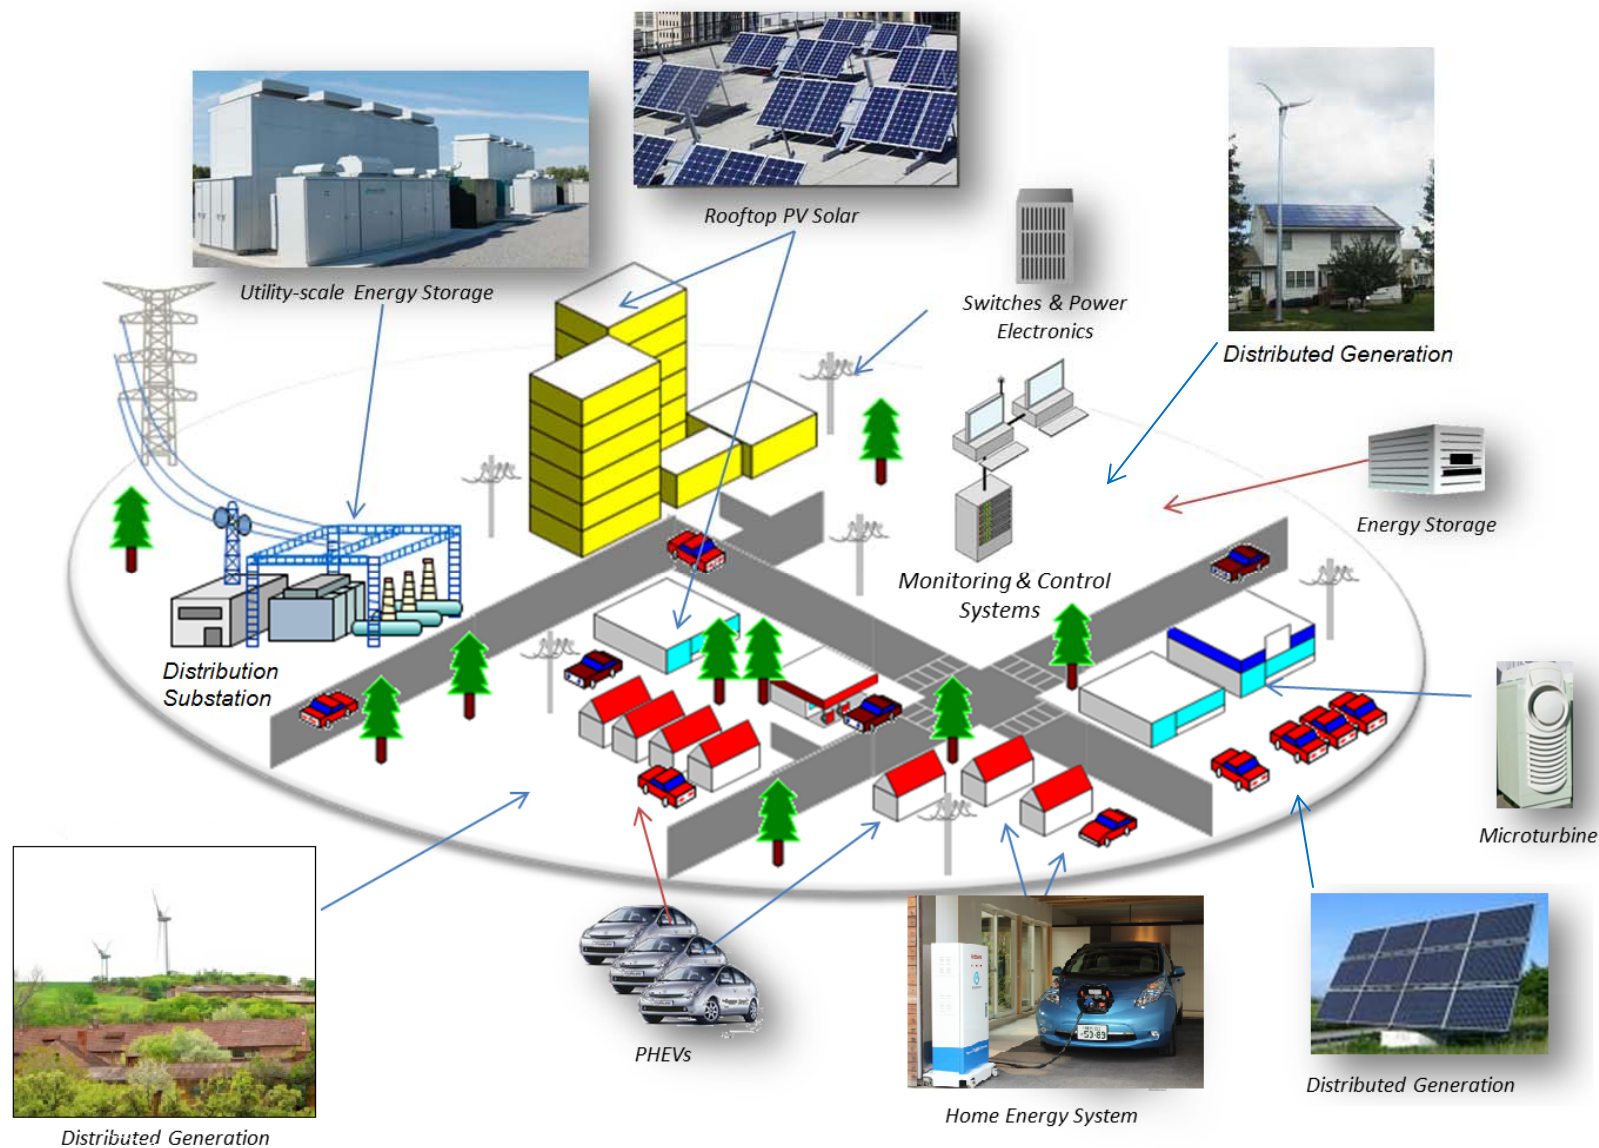 Rooftop PV Solar
Utility-scale Energy Storage
Switches & Power
Electronics
Distributed Generation
Energy Storage
Monitoring & Control
Systems
Distribution
Substation
Microturbine
PHEVs
Home Energy System
Distributed Generation
Distributed Generation